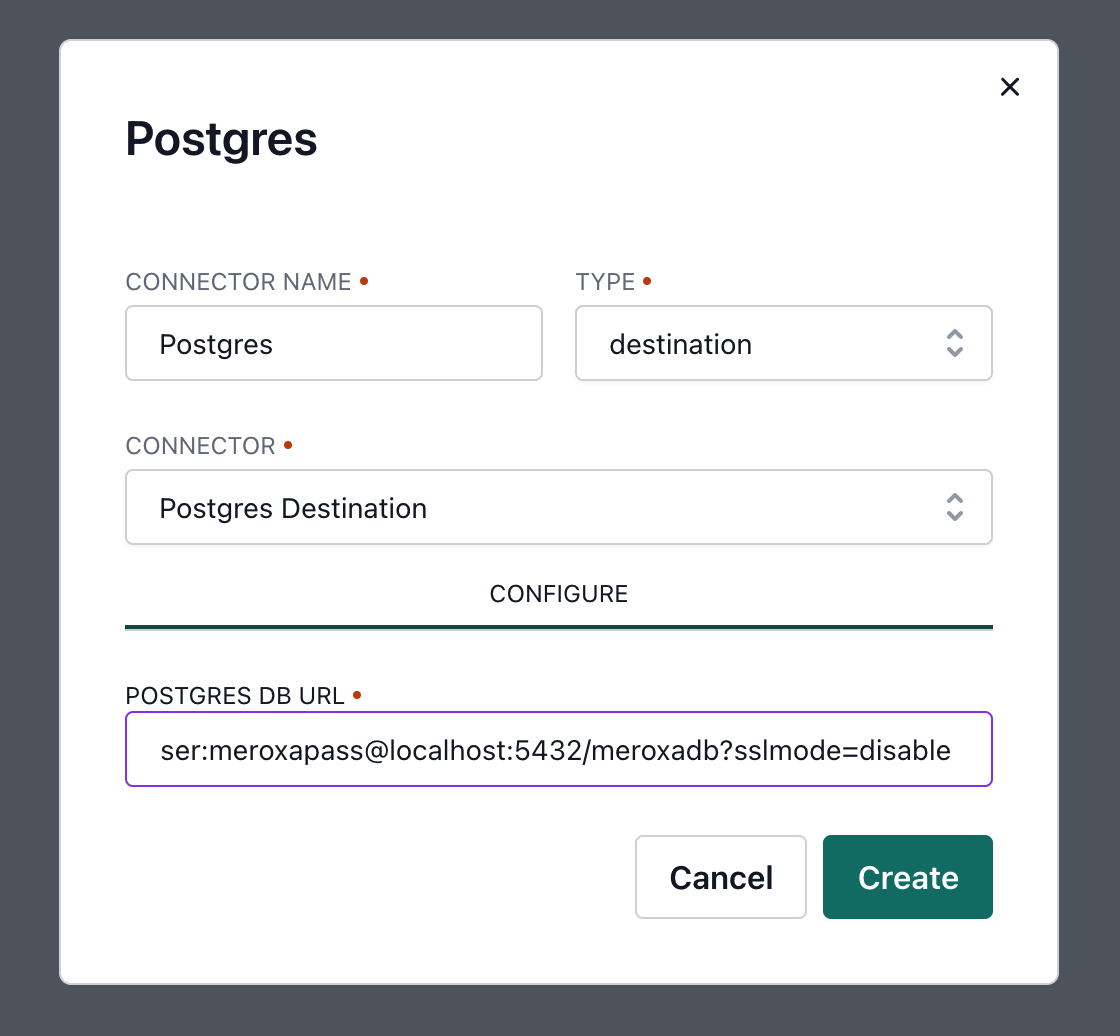 Postgres
CONNECTOR NAME
TYPE
Postgres
destination
CONNECTOR
Postgres Destination
CONFIGURE
POSTGRES DB URL
ser:meroxapass@localhost:5432/meroxadb?sslmode=disable
Cancel
Create